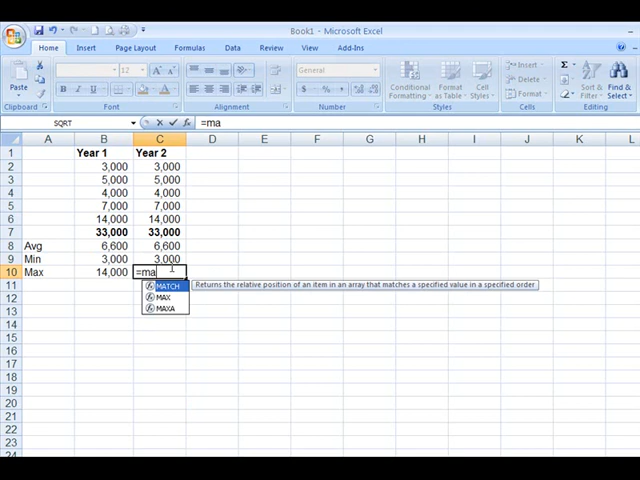 Book1 - Microsoft Excel
Home Insert Page Layout Formulas Data Review View Add-Ins
Paste
B I U
12
General
$ % ,
Conditional Formatting
Format as Table
Cell Styles
Insert
Delete
Format
Σ
Sort & Filter
Find & Select
Clipboard Font Alignment Number Styles Cells Editing
SQRT fx =ma
A B C D E F G H I J K L
1 Year 1 Year 2
2 3,000 3,000
3 5,000 5,000
4 4,000 4,000
5 7,000 7,000
6 14,000 14,000
7 33,000 33,000
8 Avg 6,600 6,600
9 Min 3,000 3,000
10 Max 14,000 =ma
11 MATCH Returns the relative position of an item in an array that matches a specified value in a specified order
12 MAX
13 MAXA
14
15
16
17
18
19
20
21
22
23
24